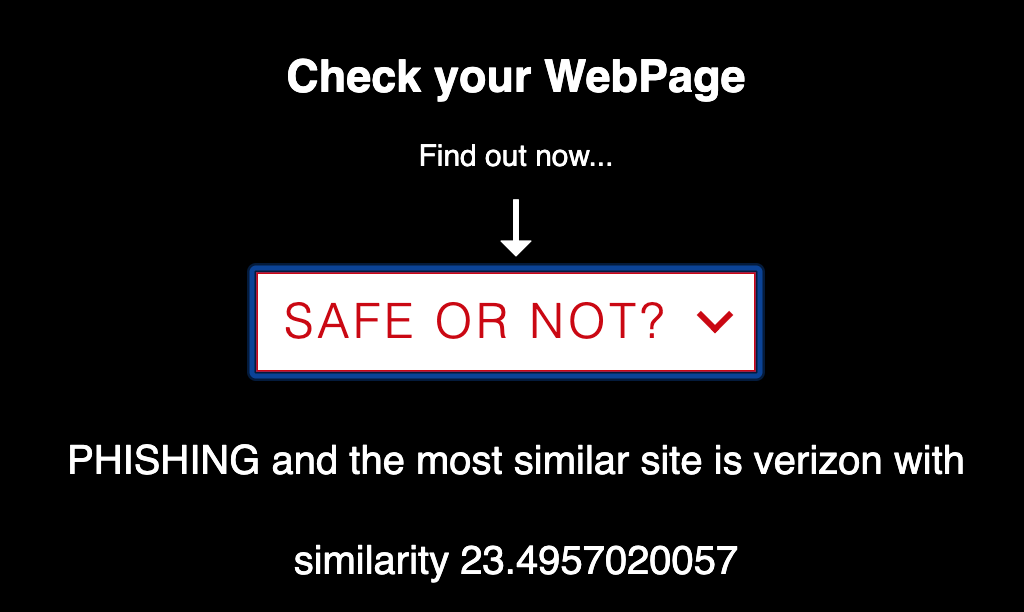 Check your WebPage
Find out now...
SAFE OR NOT?
PHISHING and the most similar site is verizon with
similarity 23.4957020057